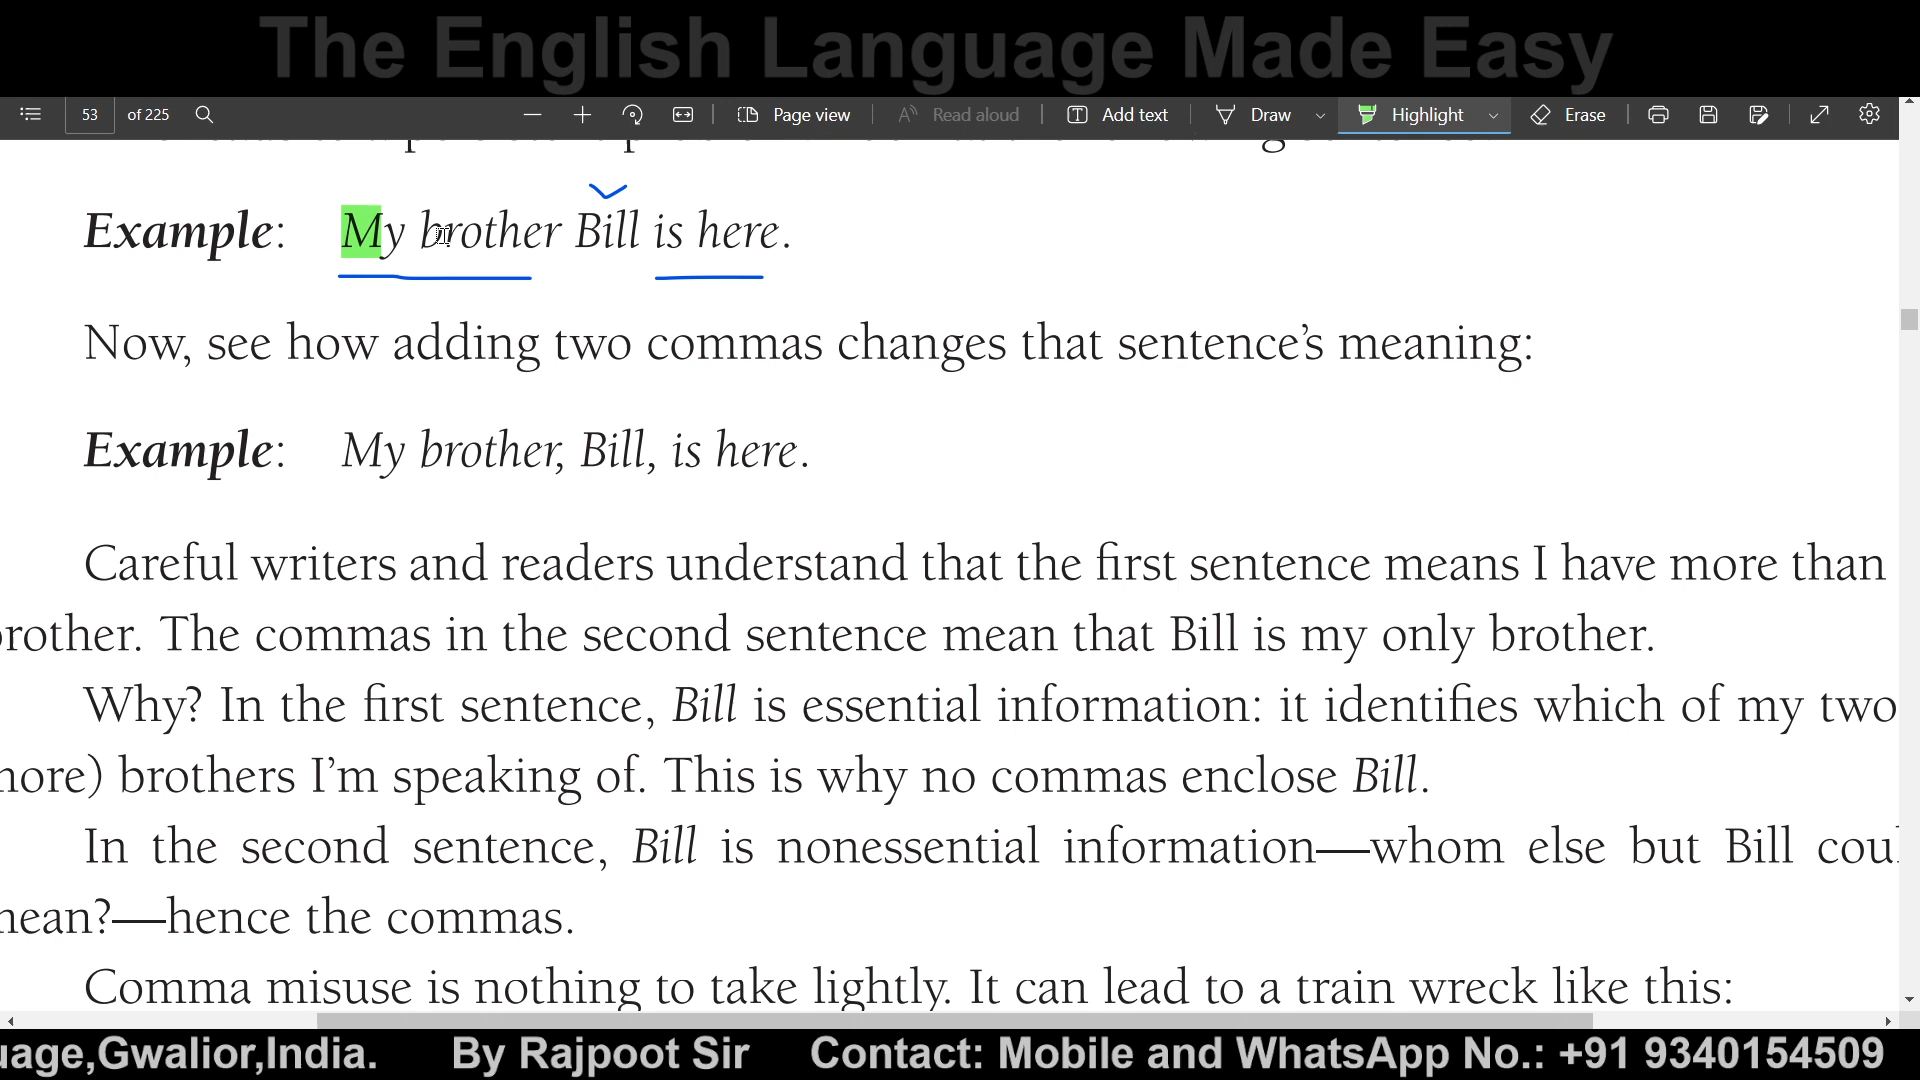 The English Language Made Easy
53 of 225 Page view Read aloud Add text Draw Highlight Erase
Example: My brother Bill is here.
Now, see how adding two commas changes that sentence’s meaning:
Example: My brother, Bill, is here.
Careful writers and readers understand that the first sentence means I have more than
rother. The commas in the second sentence mean that Bill is my only brother.
Why? In the first sentence, Bill is essential information: it identifies which of my two
ore) brothers I’m speaking of. This is why no commas enclose Bill.
In the second sentence, Bill is nonessential information—whom else but Bill coul
ean?—hence the commas.
Comma misuse is nothing to take lightly. It can lead to a train wreck like this:
uage,Gwalior,India. By Rajpoot Sir Contact: Mobile and WhatsApp No.: +91 9340154509